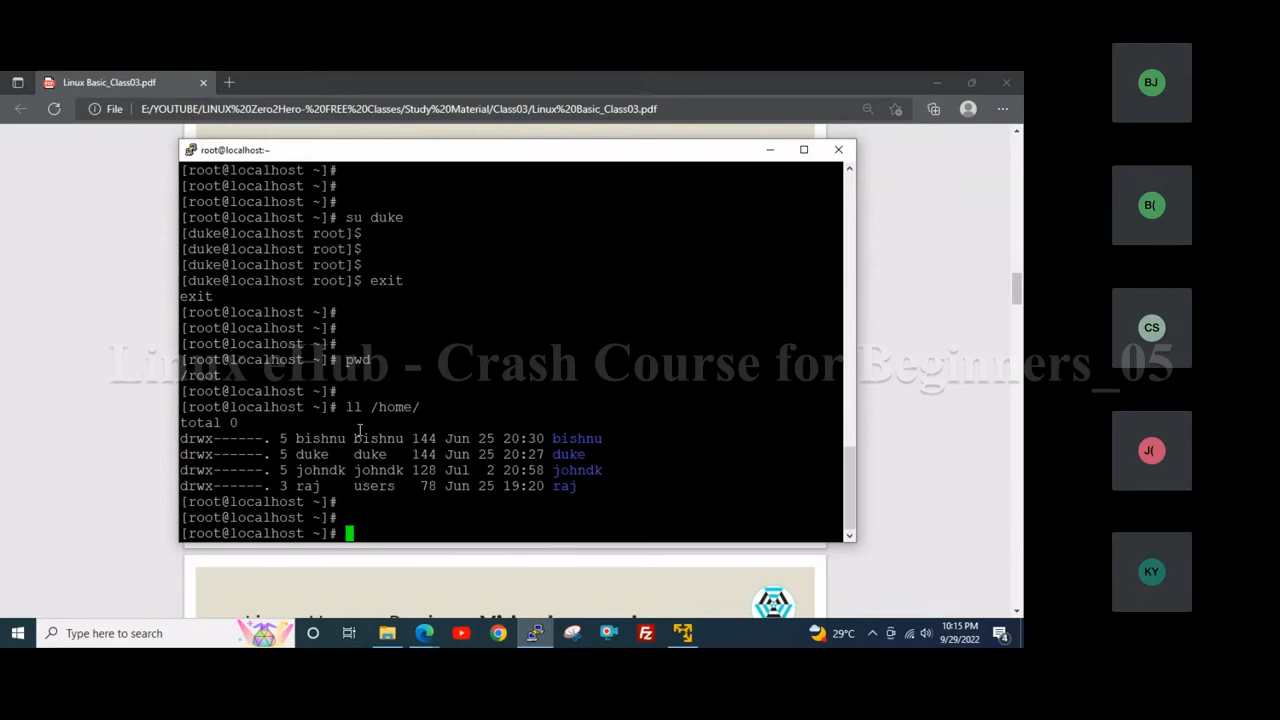 Linux Basic_Class03.pdf
File
E:/YOUTUBE/LINUX%20Zero2Hero-%20FREE%20Classes/Study%20Material/Class03/Linux%20Basic_Class03.pdf
root@localhost:~
[root@localhost ~]#
[root@localhost ~]#
[root@localhost ~]#
[root@localhost ~]# su duke
[duke@localhost root]$
[duke@localhost root]$
[duke@localhost root]$
[duke@localhost root]$ exit
exit
[root@localhost ~]#
[root@localhost ~]#
[root@localhost ~]#
[root@localhost ~]# pwd
/root
[root@localhost ~]#
[root@localhost ~]# ll /home/
total 0
drwx------. 5 bishnu bishnu 144 Jun 25 20:30 bishnu
drwx------. 5 duke   duke   144 Jun 25 20:27 duke
drwx------. 5 johndk johndk 128 Jul  2 20:58 johndk
drwx------. 3 raj    users   78 Jun 25 19:20 raj
[root@localhost ~]#
[root@localhost ~]#
[root@localhost ~]#
Linux eHub - Crash Course for Beginners_05
Type here to search
29°C
10:15 PM
9/29/2022
4
BJ
B(
CS
J(
KY